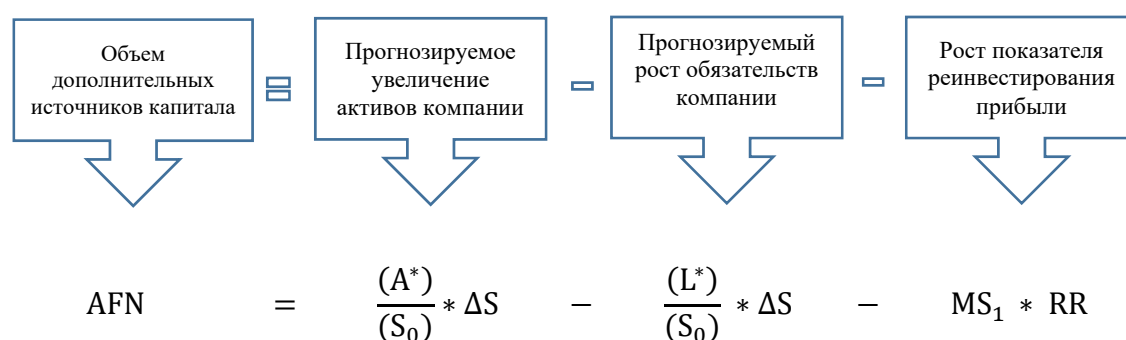 Объем
дополнительных
источников капитала
=
Прогнозируемое
увеличение
активов компании
-
Прогнозируемый
рост обязательств
компании
-
Рост показателя
реинвестирования
прибыли
AFN = (A*)/(S₀) * ΔS − (L*)/(S₀) * ΔS − MS₁ * RR